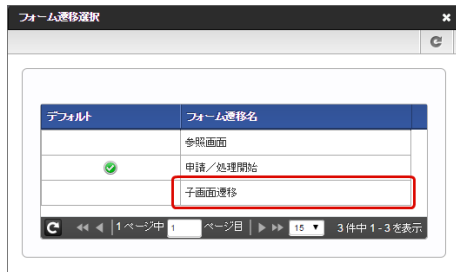 フォーム遷移選択
デフォルト フォーム遷移名
参照画面
申請／処理開始
子画面遷移
1 ページ中 1 ページ目 15 3 件中 1 - 3 を表示